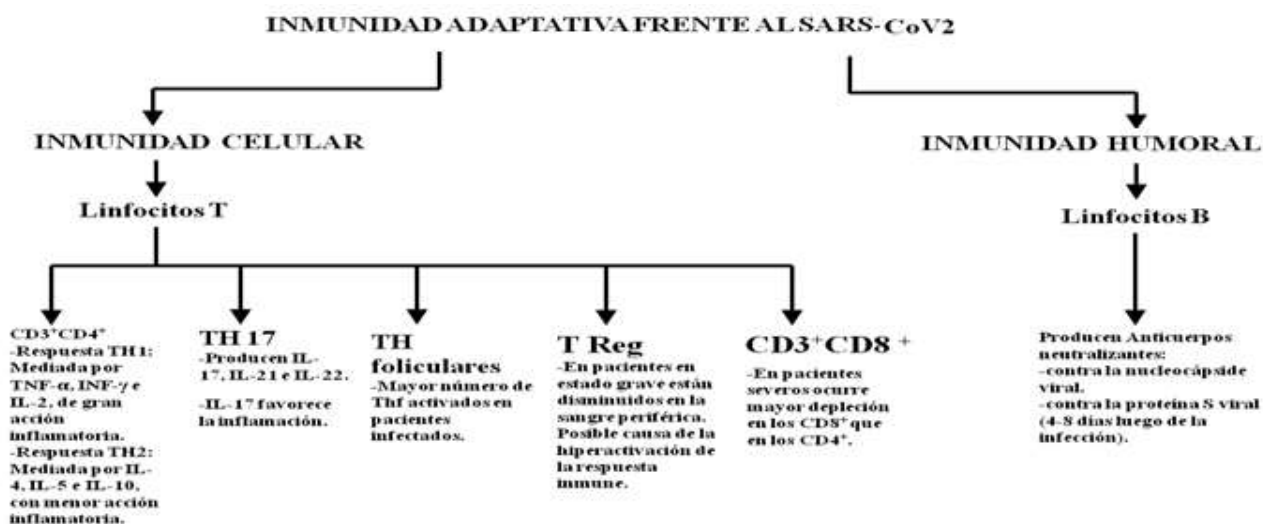 INMUNIDAD ADAPTATIVA FRENTE AL SARS-CoV2
INMUNIDAD CELULAR
Linfocitos T
CD3⁺CD4⁺
-Respuesta TH1:
Mediada por
TNF-α, INF-γ e
IL-2, de gran
acción
inflamatoria.
-Respuesta TH2:
Mediada por IL-
4, IL-5 e IL-10,
con menor acción
inflamatoria.
TH 17
-Producen IL-
17, IL-21 e IL-22.
-IL-17 favorece
la inflamación.
TH
foliculares
-Mayor número de
Thf activados en
pacientes
infectados.
T Reg
-En pacientes en
estado grave están
disminuidos en la
sangre periférica.
Posible causa de la
hiperactivación de
la respuesta
inmune.
CD3⁺CD8 ⁺
-En pacientes
severos ocurre
mayor depleción
en los CD8⁺ que
en los CD4⁺.
INMUNIDAD HUMORAL
Linfocitos B
Producen Anticuerpos
neutralizantes:
-contra la nucleocápside
viral.
-contra la proteína S viral
(4-8 días luego de la
infección).